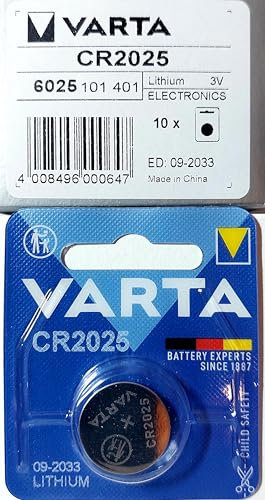 VARTA
CR2025
6025 101 401
Lithium 3V
ELECTRONICS
10 x
ED: 09-2033
Made in China
4 008496 000647
VARTA
CR2025
BATTERY EXPERTS
SINCE 1887
+
CR2025
VARTA
09-2033
LITHIUM
CHILD SAFETY